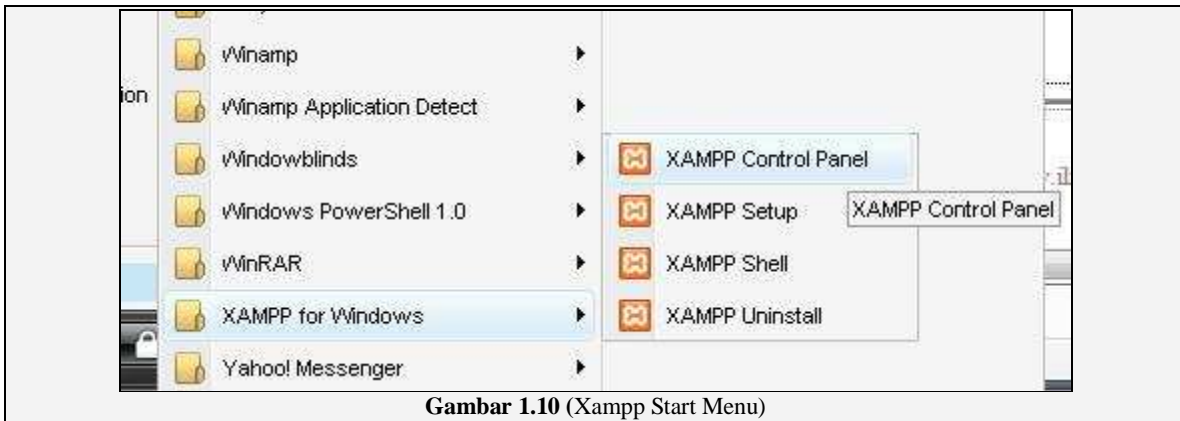 Winamp
ion
Winamp Application Detect
Windowblinds
XAMPP Control Panel
Windows PowerShell 1.0
XAMPP Setup
XAMPP Control Panel
WinRAR
XAMPP Shell
XAMPP for Windows
XAMPP Uninstall
Yahoo! Messenger
Gambar 1.10 (Xampp Start Menu)